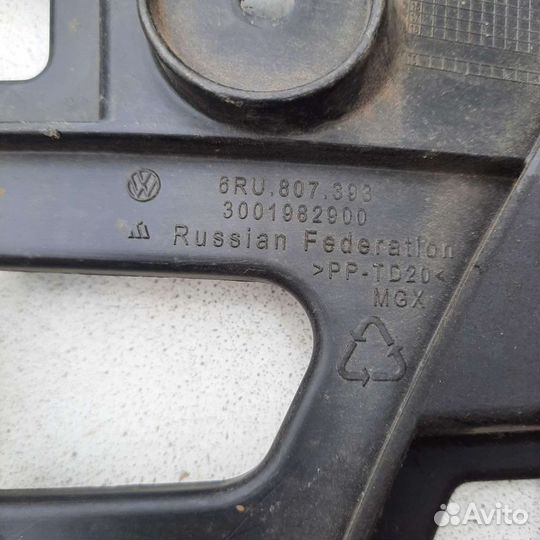 6RU.807.393
3001982900
Russian Federation
>PP-TD20<
MGX
Avito